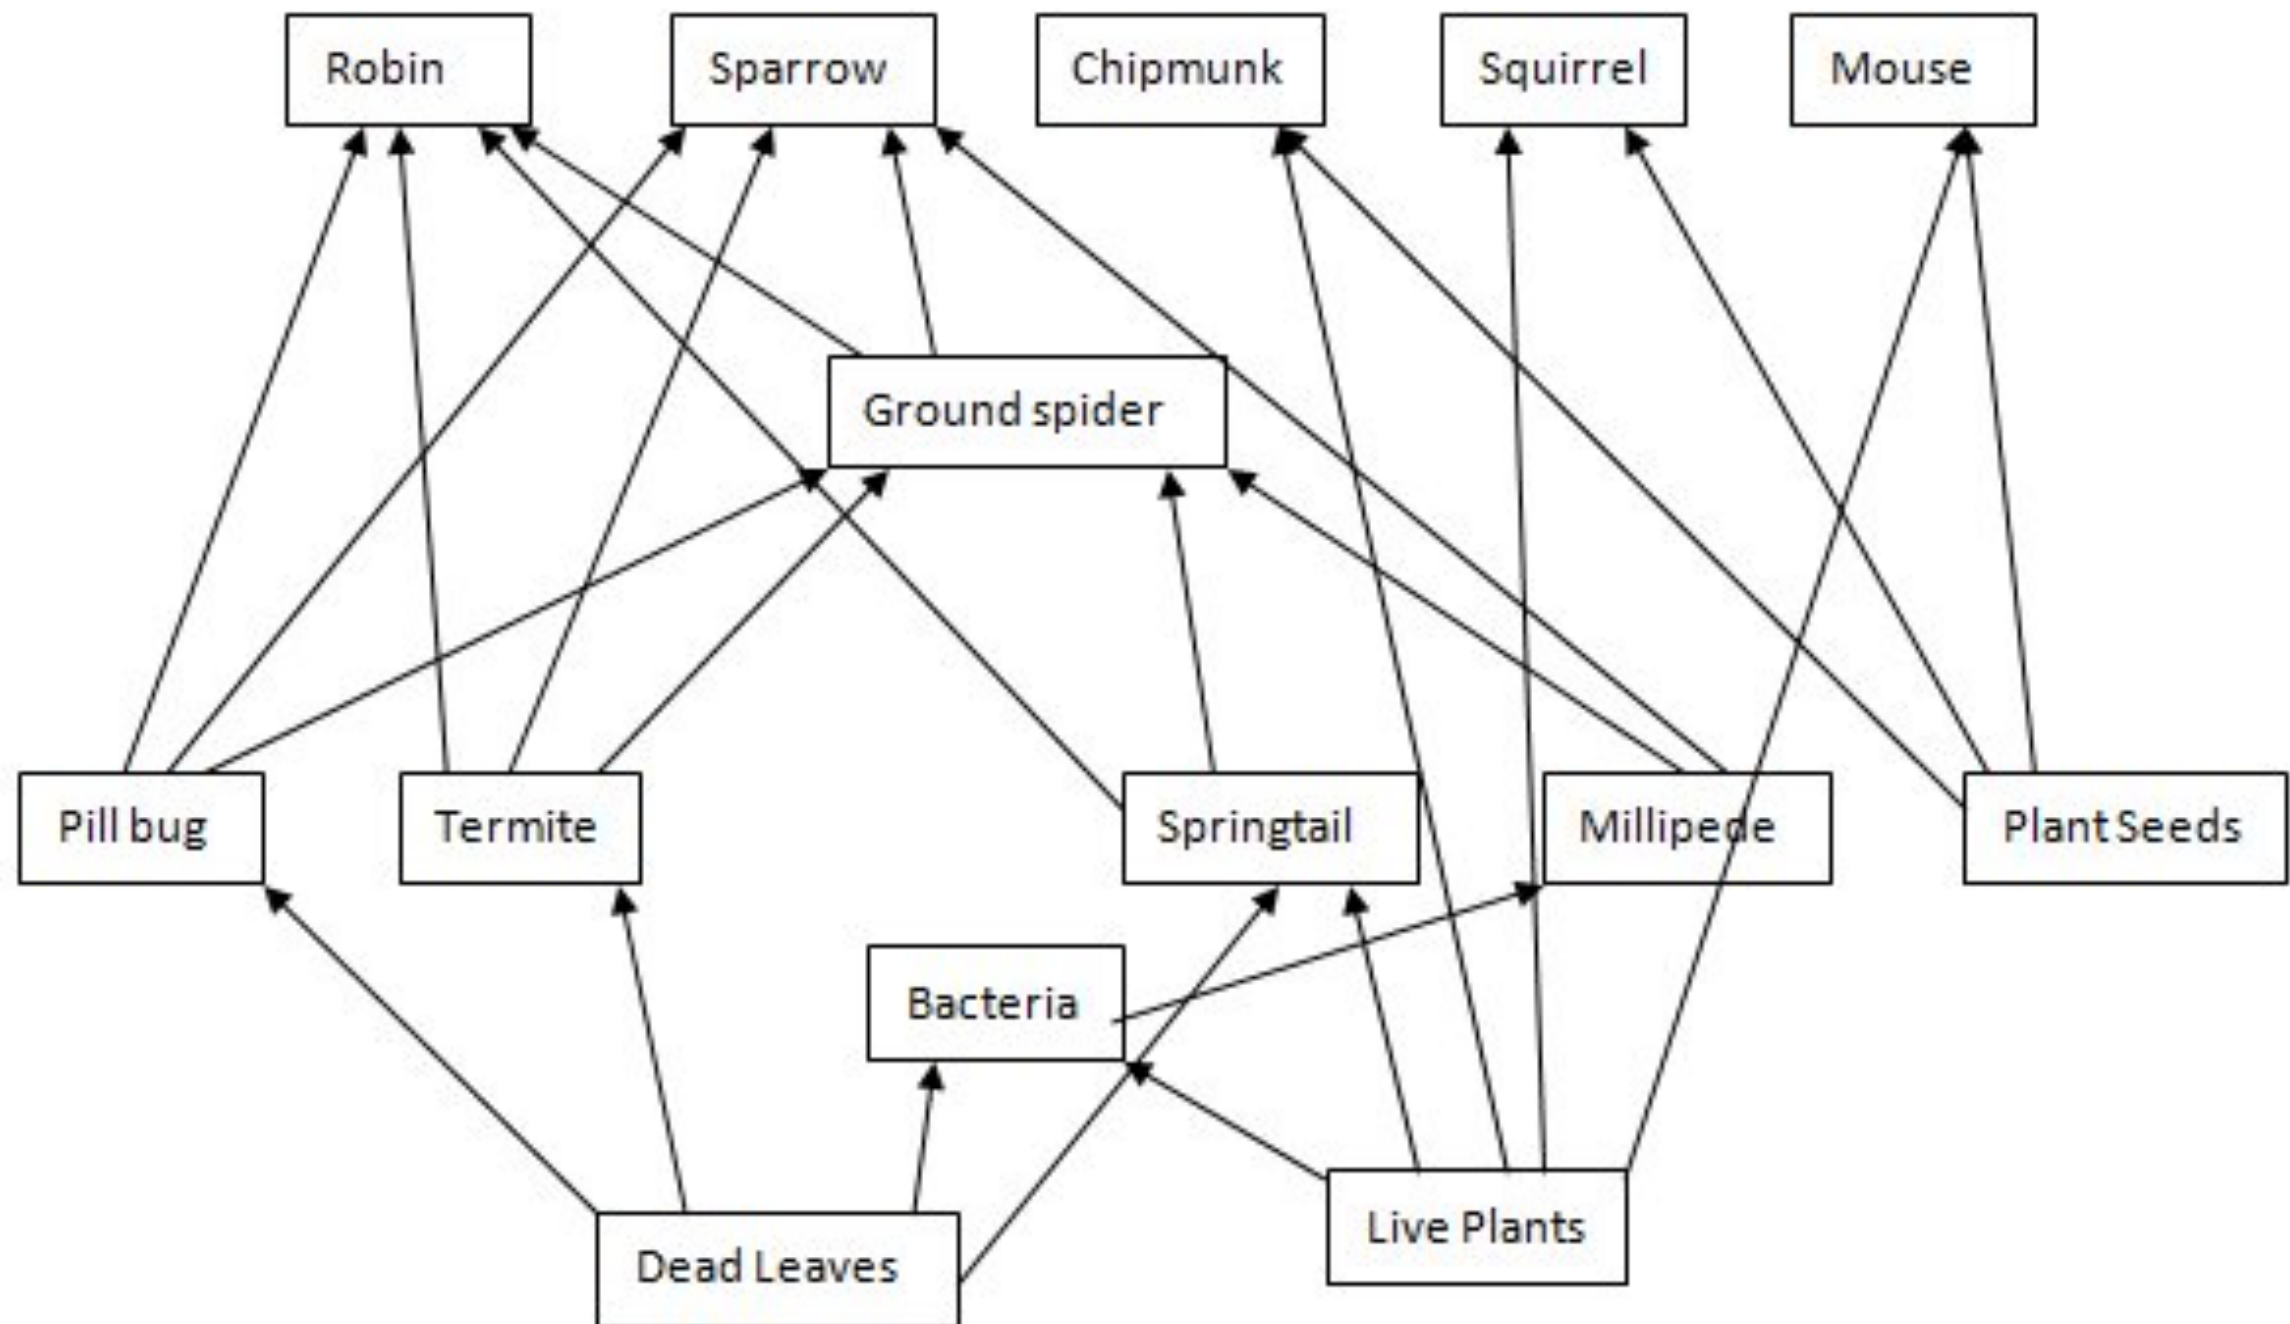 Robin
Sparrow
Chipmunk
Squirrel
Mouse
Ground spider
Pill bug
Termite
Springtail
Millipede
Plant Seeds
Bacteria
Live Plants
Dead Leaves